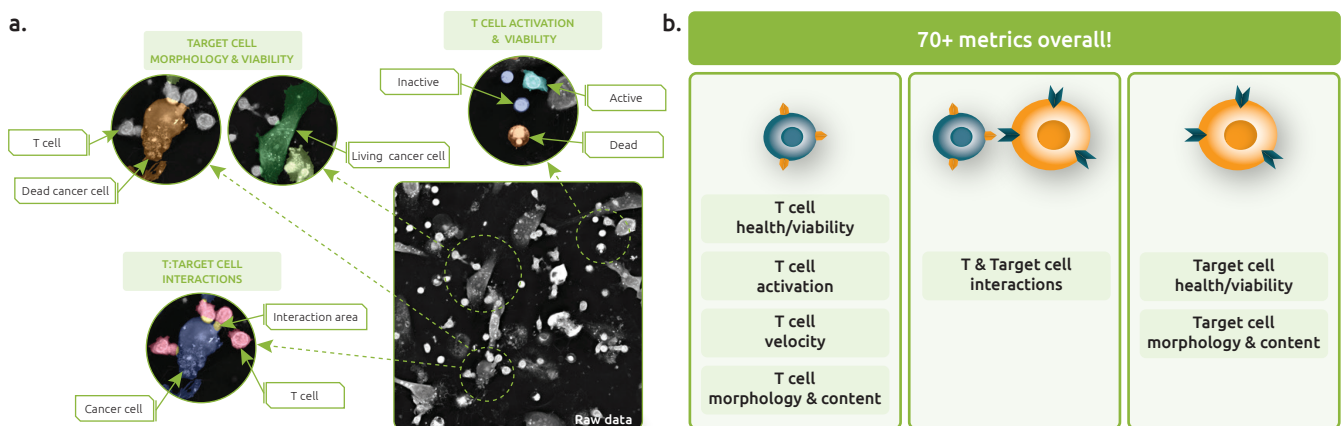 a.
TARGET CELL
MORPHOLOGY & VIABILITY
T cell
Dead cancer cell
Living cancer cell
T CELL ACTIVATION
& VIABILITY
Inactive
Active
Dead
T:TARGET CELL
INTERACTIONS
Interaction area
T cell
Cancer cell
Raw data
b.
70+ metrics overall!
T cell
health/viability
T cell
activation
T cell
velocity
T cell
morphology & content
T & Target cell
interactions
Target cell
health/viability
Target cell
morphology & content